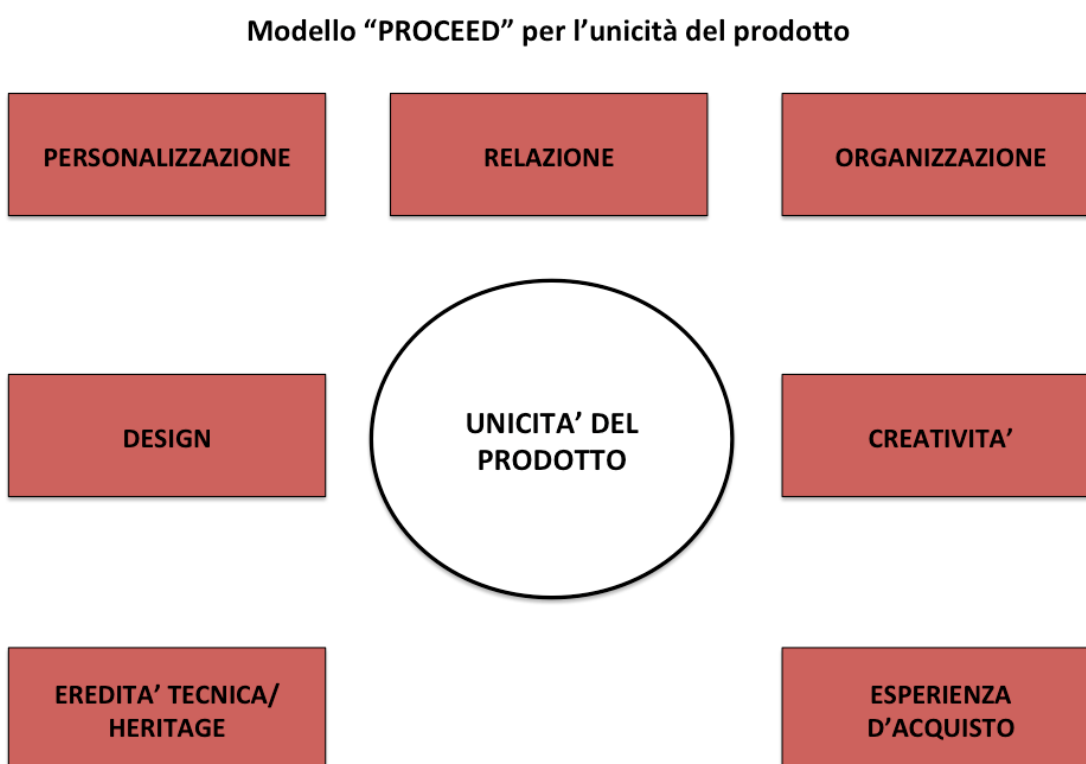 Modello “PROCEED” per l’unicità del prodotto
PERSONALIZZAZIONE
RELAZIONE
ORGANIZZAZIONE
DESIGN
UNICITA’ DEL
PRODOTTO
CREATIVITA’
EREDITA’ TECNICA/
HERITAGE
ESPERIENZA
D’ACQUISTO